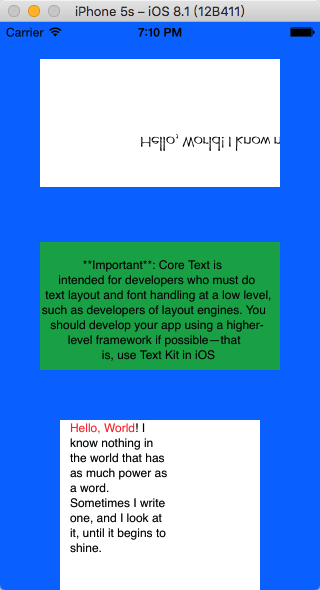 iPhone 5s – iOS 8.1 (12B411)
Carrier 7:10 PM
Hello, World! I know n
**Important**: Core Text is
intended for developers who must do
text layout and font handling at a low level,
such as developers of layout engines. You
should develop your app using a higher-
level framework if possible—that
is, use Text Kit in iOS
Hello, World! I
know nothing in
the world that has
as much power as
a word.
Sometimes I write
one, and I look at
it, until it begins to
shine.